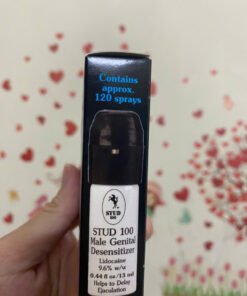 Contains
approx.
120 sprays
STUD
100
STUD 100
Male Genital
Desensitizer
Lidocaine
9.6% w/w
0.44 fl oz/13 ml
Helps to Delay
Ejaculation